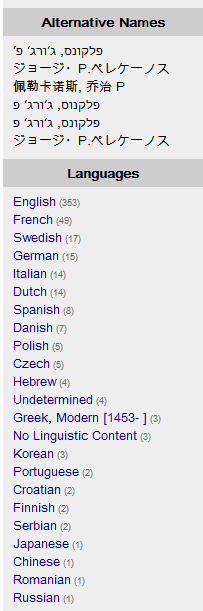 Alternative Names
פלקונס, ג'ורג' פ'
ジョージ・P.ペレケーノス
佩勒卡诺斯, 乔治 P
פלקנוס, ג'ורג' פ
פלקונס, ג'ורג' פ
ジョージ・P.ペレケーノス
Languages
English (353)
French (49)
Swedish (17)
German (15)
Italian (14)
Dutch (14)
Spanish (8)
Danish (7)
Polish (5)
Czech (5)
Hebrew (4)
Undetermined (4)
Greek, Modern [1453- ] (3)
No Linguistic Content (3)
Korean (3)
Portuguese (2)
Croatian (2)
Finnish (2)
Serbian (2)
Japanese (1)
Chinese (1)
Romanian (1)
Russian (1)